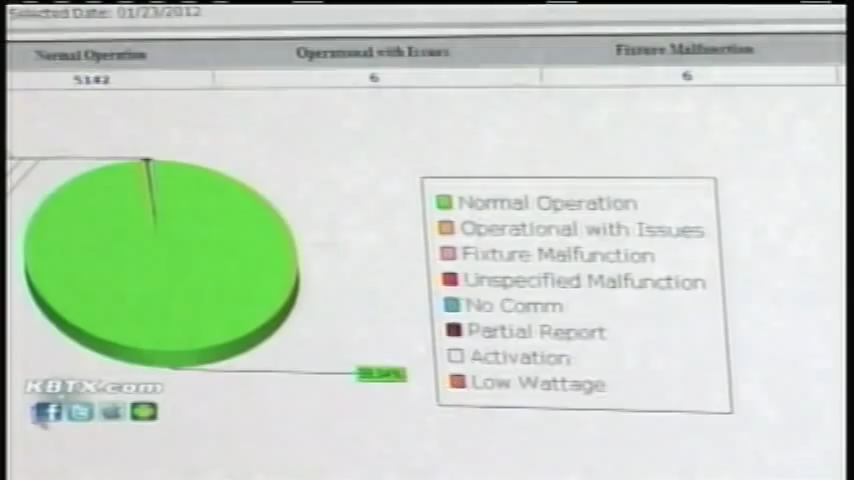 Selected Date: 01/23/2012
Normal Operation
Operational with Issues
Fixture Malfunction
5142
6
6
Normal Operation
Operational with Issues
Fixture Malfunction
Unspecified Malfunction
No Comm
Partial Report
Activation
Low Wattage
KBTX.com